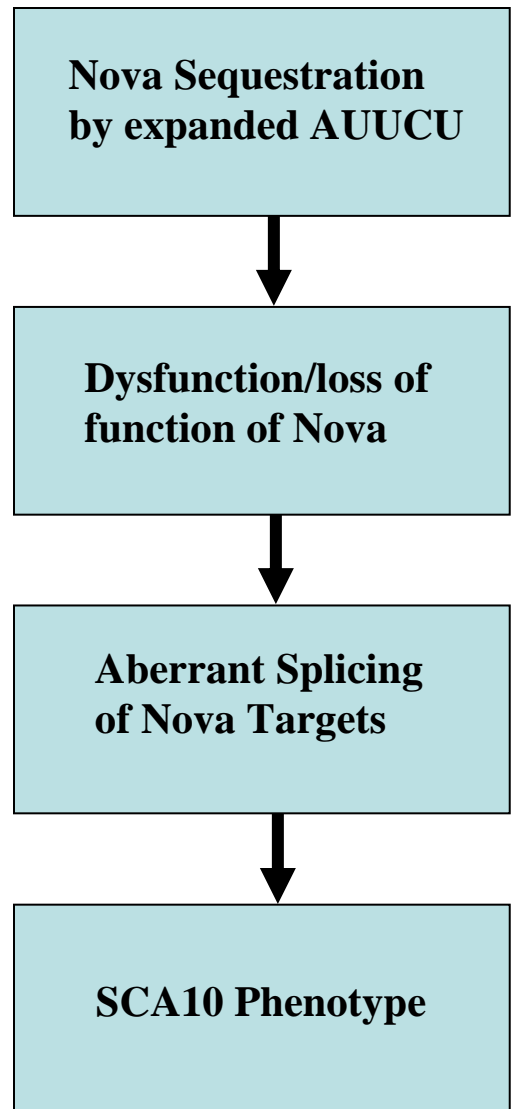 Nova Sequestration
by expanded AUUCU
Dysfunction/loss of
function of Nova
Aberrant Splicing
of Nova Targets
SCA10 Phenotype